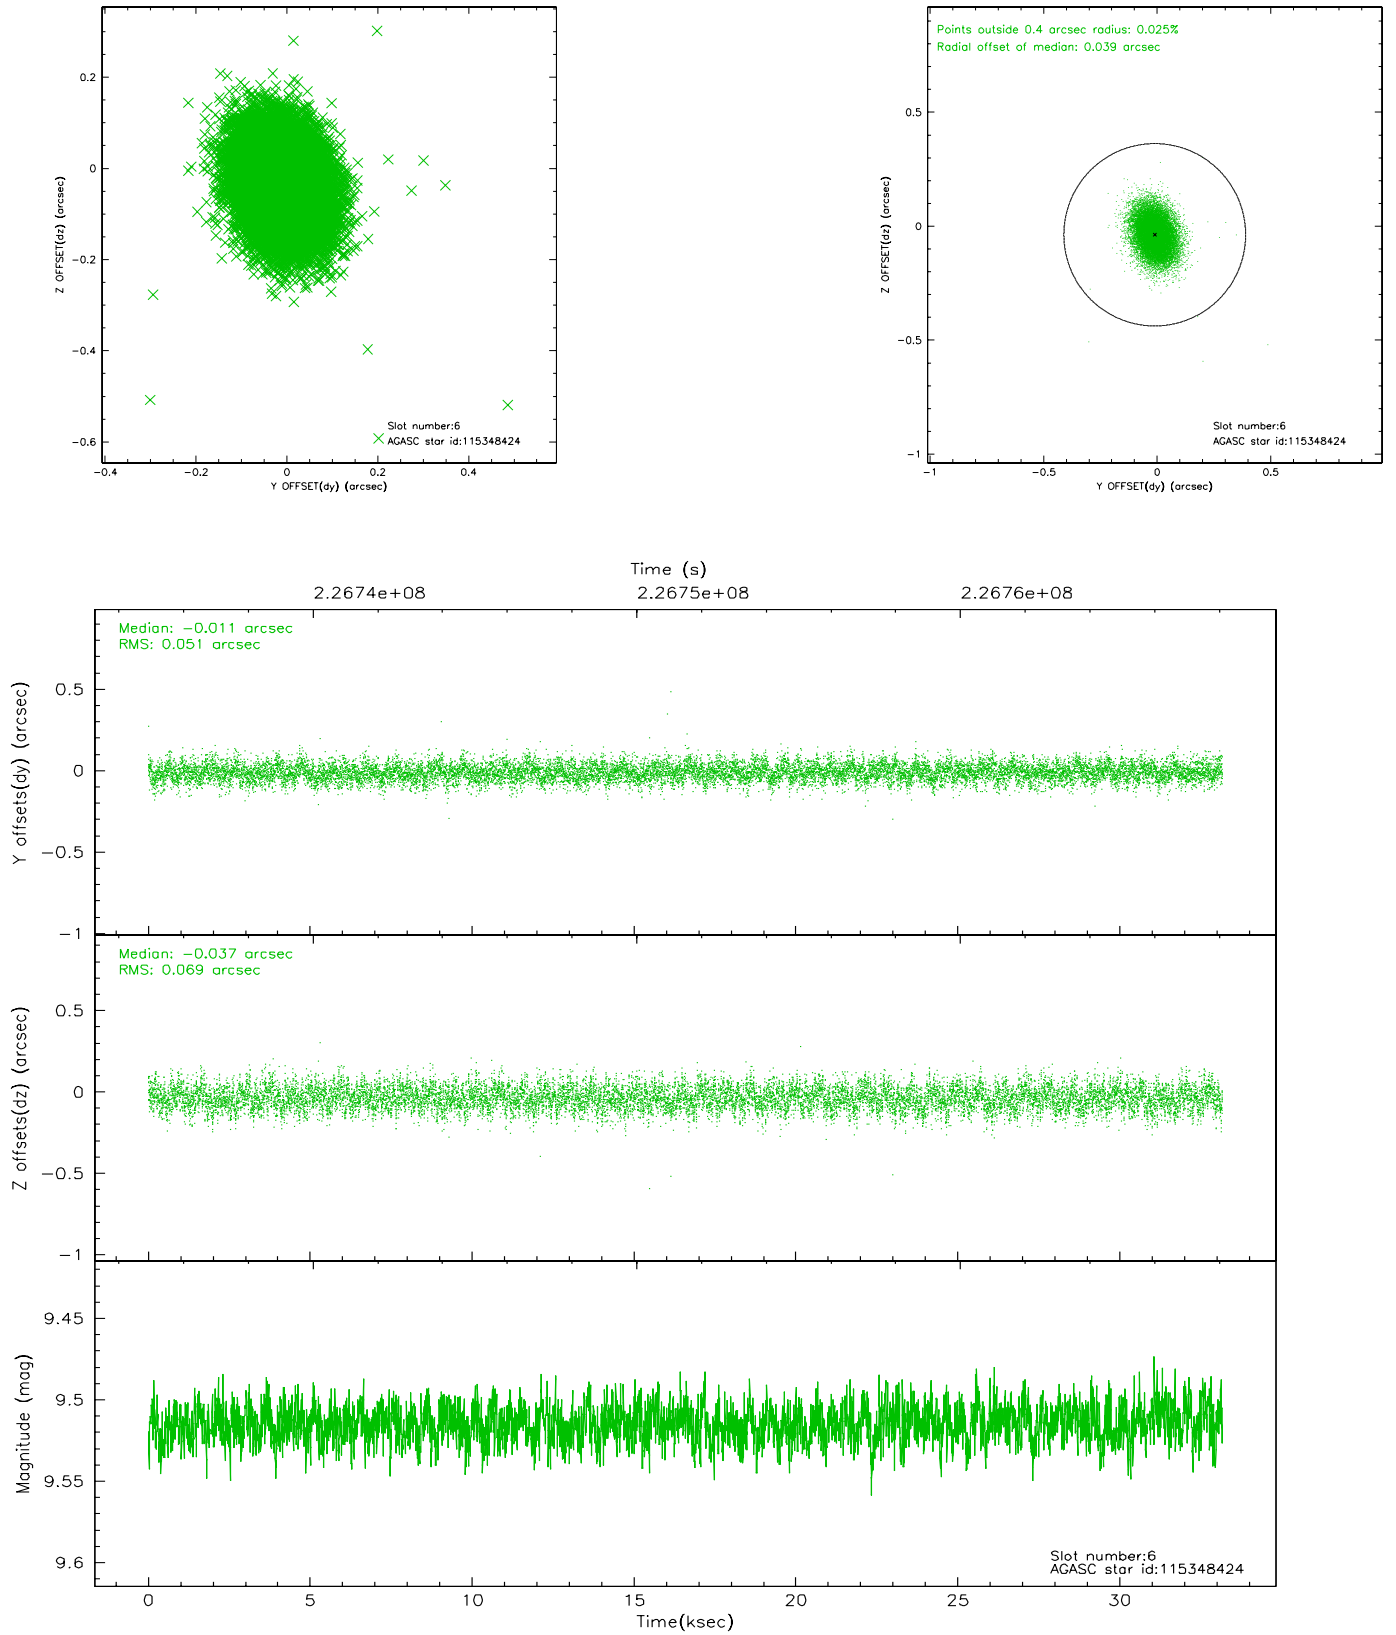 0.2
0
−0.2
−0.4
−0.6
Z OFFSET(dz) (arcsec)
Slot number:6
AGASC star id:115348424
−0.4 −0.2 0 0.2 0.4
Y OFFSET(dy) (arcsec)
Points outside 0.4 arcsec radius: 0.025%
Radial offset of median: 0.039 arcsec
0.5
0
−0.5
−1
Z OFFSET(dz) (arcsec)
Slot number:6
AGASC star id:115348424
−1 −0.5 0 0.5
Y OFFSET(dy) (arcsec)
Time (s)
2.2674e+08 2.2675e+08 2.2676e+08
Median: −0.011 arcsec
RMS: 0.051 arcsec
0.5
0
−0.5
−1
Y offsets(dy) (arcsec)
Median: −0.037 arcsec
RMS: 0.069 arcsec
0.5
0
−0.5
−1
Z offsets(dz) (arcsec)
9.45
9.5
9.55
9.6
Magnitude (mag)
Slot number:6
AGASC star id:115348424
0 5 10 15 20 25 30
Time(ksec)